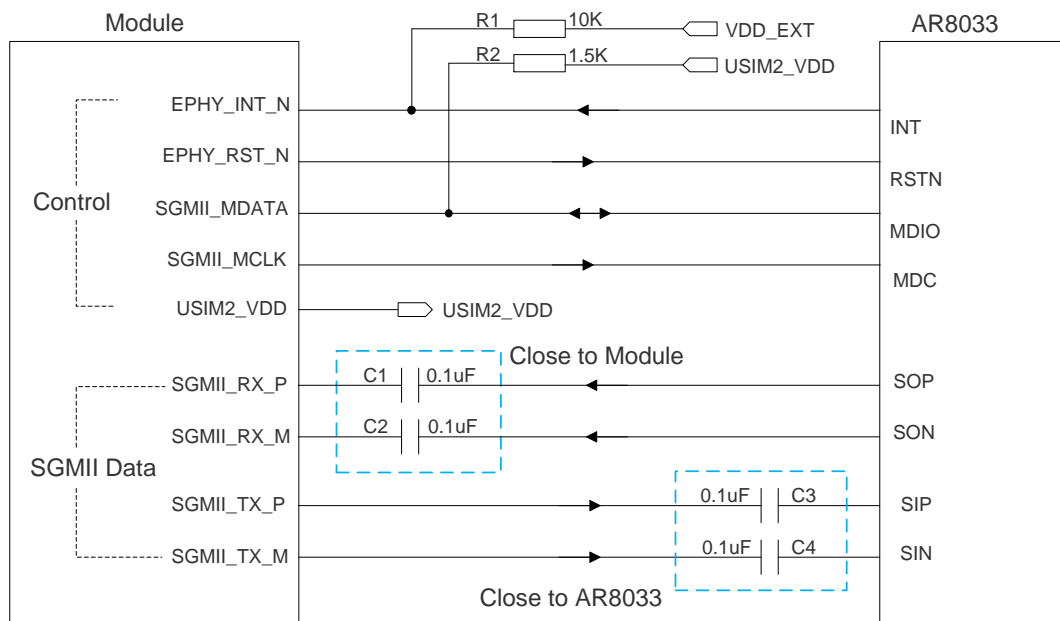 Module
R1 10K VDD_EXT
AR8033
R2 1.5K USIM2_VDD
EPHY_INT_N
INT
EPHY_RST_N
RSTN
Control
SGMII_MDATA
MDIO
SGMII_MCLK
MDC
USIM2_VDD USIM2_VDD
Close to Module
SGMII_RX_P C1 0.1uF SOP
SGMII_RX_M C2 0.1uF SON
SGMII Data
SGMII_TX_P 0.1uF C3 SIP
SGMII_TX_M 0.1uF C4 SIN
Close to AR8033